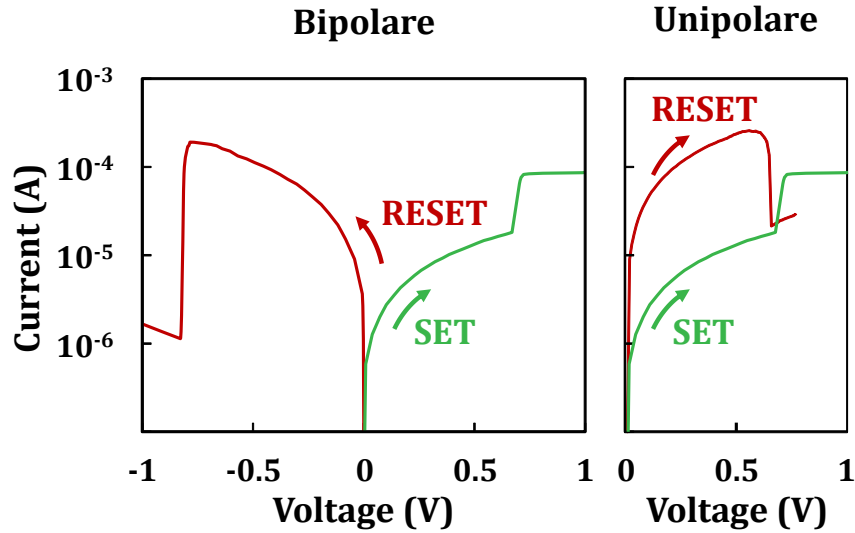 Bipolare
Unipolare
Current (A)
10⁻³
10⁻⁴
10⁻⁵
10⁻⁶
RESET
SET
RESET
SET
-1 -0.5 0 0.5 1
0 0.5 1
Voltage (V)
Voltage (V)